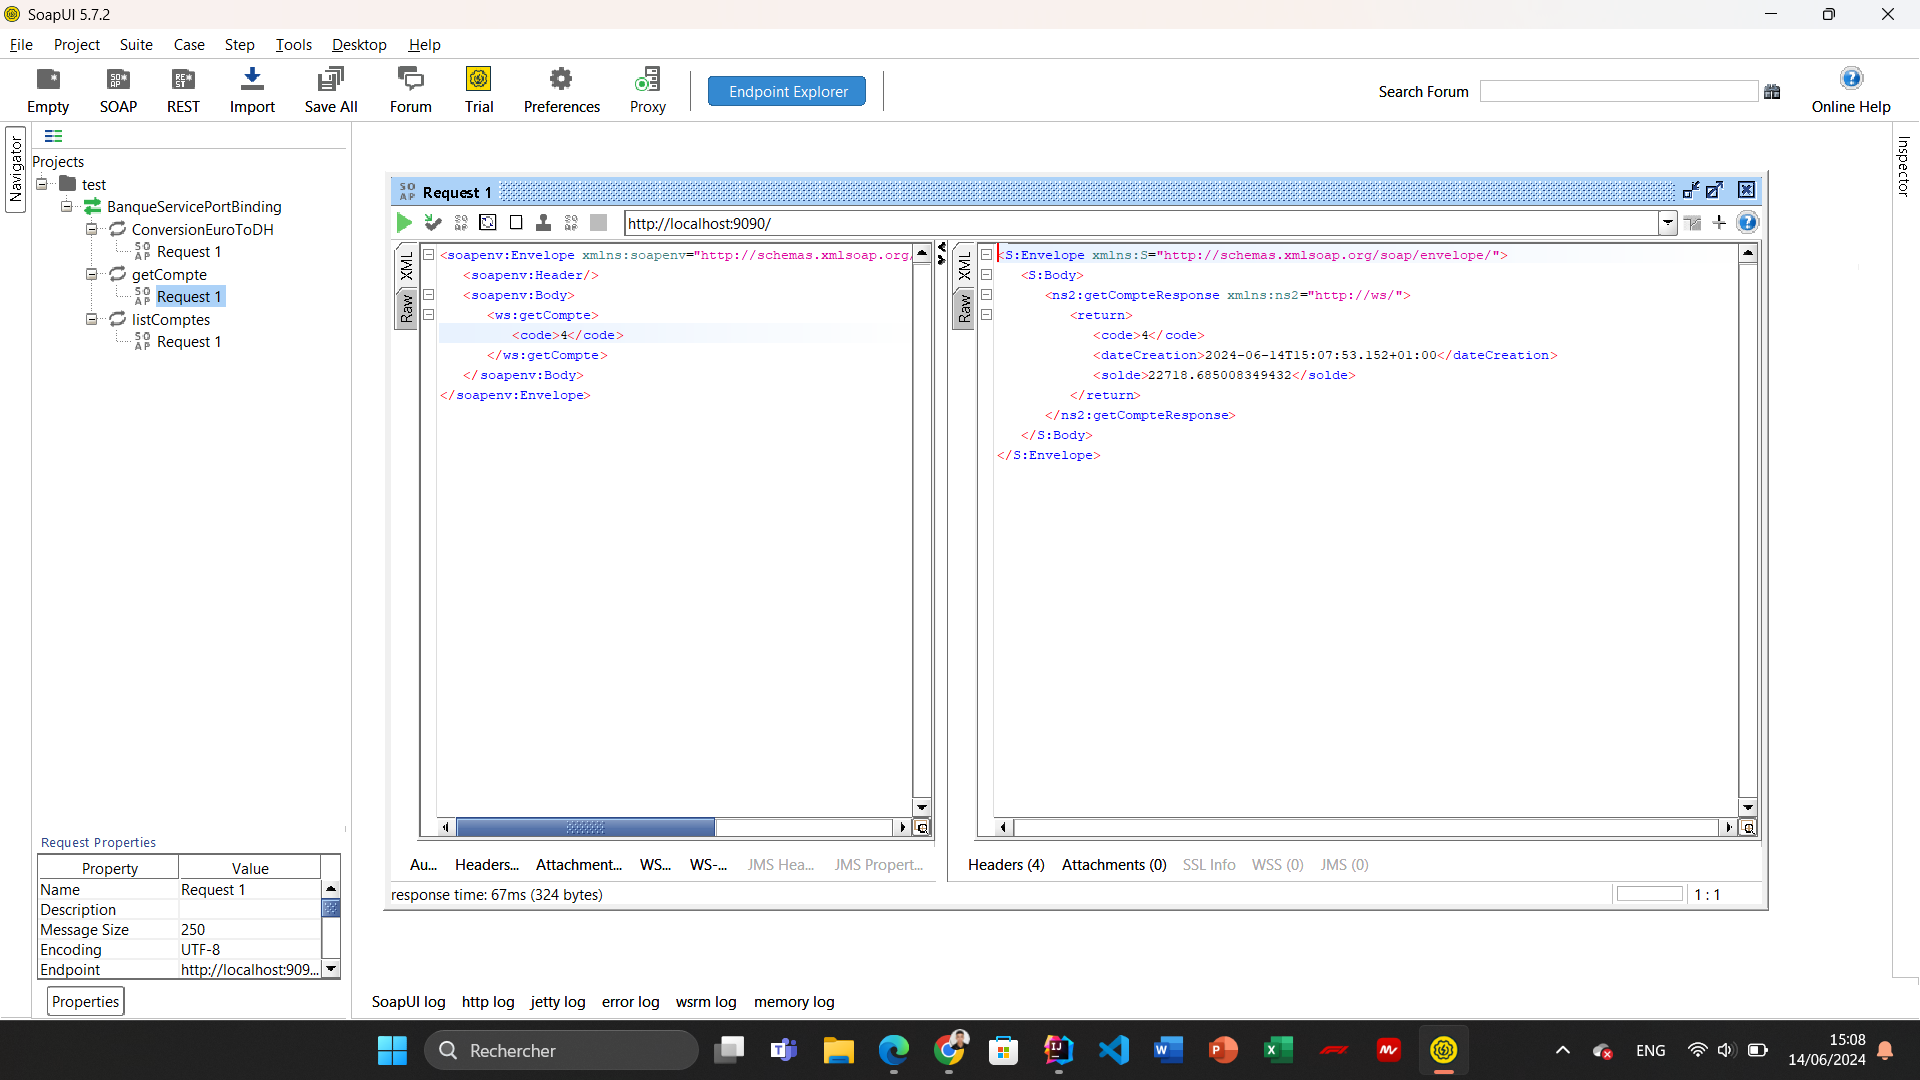 SoapUI 5.7.2
File Project Suite Case Step Tools Desktop Help
Empty SOAP REST Import Save All Forum Trial Preferences Proxy Endpoint Explorer Search Forum Online Help
Navigator
Inspector
Projects
test
BanqueServicePortBinding
ConversionEuroToDH
Request 1
getCompte
Request 1
listComptes
Request 1
Request 1
http://localhost:9090/
XML
Raw
<soapenv:Envelope xmlns:soapenv="http://schemas.xmlsoap.org/
<soapenv:Header/>
<soapenv:Body>
<ws:getCompte>
<code>4</code>
</ws:getCompte>
</soapenv:Body>
</soapenv:Envelope>
XML
Raw
<S:Envelope xmlns:S="http://schemas.xmlsoap.org/soap/envelope/">
<S:Body>
<ns2:getCompteResponse xmlns:ns2="http://ws/">
<return>
<code>4</code>
<dateCreation>2024-06-14T15:07:53.152+01:00</dateCreation>
<solde>22718.685008349432</solde>
</return>
</ns2:getCompteResponse>
</S:Body>
</S:Envelope>
Au... Headers... Attachment... WS... WS-... JMS Hea... JMS Propert...
Headers (4) Attachments (0) SSL Info WSS (0) JMS (0)
response time: 67ms (324 bytes)
1 : 1
Request Properties
Property Value
Name Request 1
Description
Message Size 250
Encoding UTF-8
Endpoint http://localhost:909...
Properties
SoapUI log http log jetty log error log wsrm log memory log
Rechercher
ENG
15:08
14/06/2024